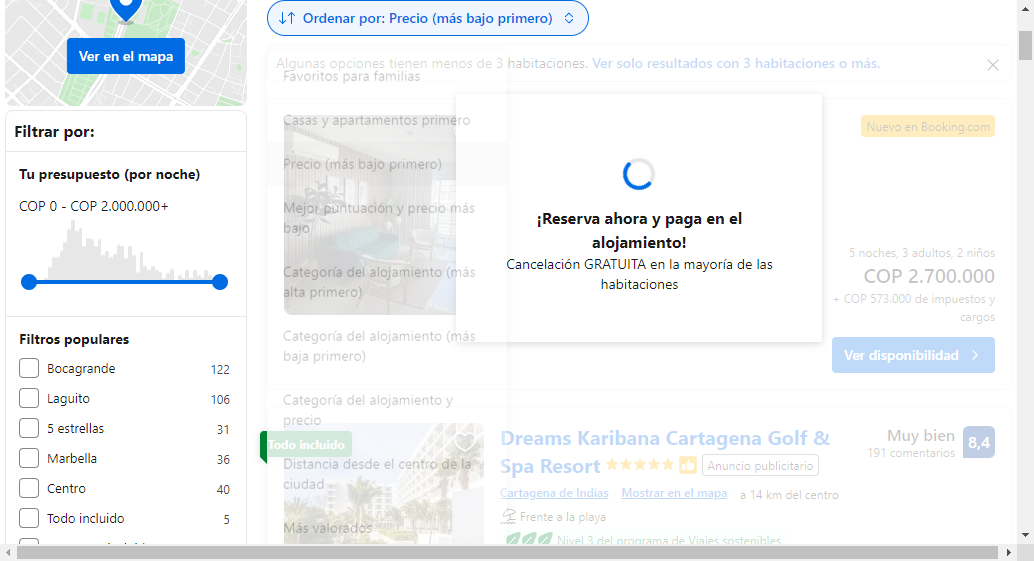 Ordenar por: Precio (más bajo primero)
Ver en el mapa
Algunas opciones tienen menos de 3 habitaciones. Ver solo resultados con 3 habitaciones o más.
Favoritos para familias
Casas y apartamentos primero
Precio (más bajo primero)
Mejor puntuación y precio más
bajo
Categoría del alojamiento (más
alta primero)
Categoría del alojamiento (más
baja primero)
Categoría del alojamiento y
precio
Distancia desde el centro de la
ciudad
Más valorados
Filtrar por:
Tu presupuesto (por noche)
COP 0 - COP 2.000.000+
Filtros populares
Bocagrande 122
Laguito 106
5 estrellas 31
Marbella 36
Centro 40
Todo incluido 5
¡Reserva ahora y paga en el
alojamiento!
Cancelación GRATUITA en la mayoría de las
habitaciones
Nuevo en Booking.com
5 noches, 3 adultos, 2 niños
COP 2.700.000
+ COP 573.000 de impuestos y
cargos
Ver disponibilidad
Todo incluido
Dreams Karibana Cartagena Golf &
Spa Resort
Anuncio publicitario
Muy bien
191 comentarios
8,4
Cartagena de Indias Mostrar en el mapa a 14 km del centro
Frente a la playa
Nivel 3 del programa de Viajes sostenibles